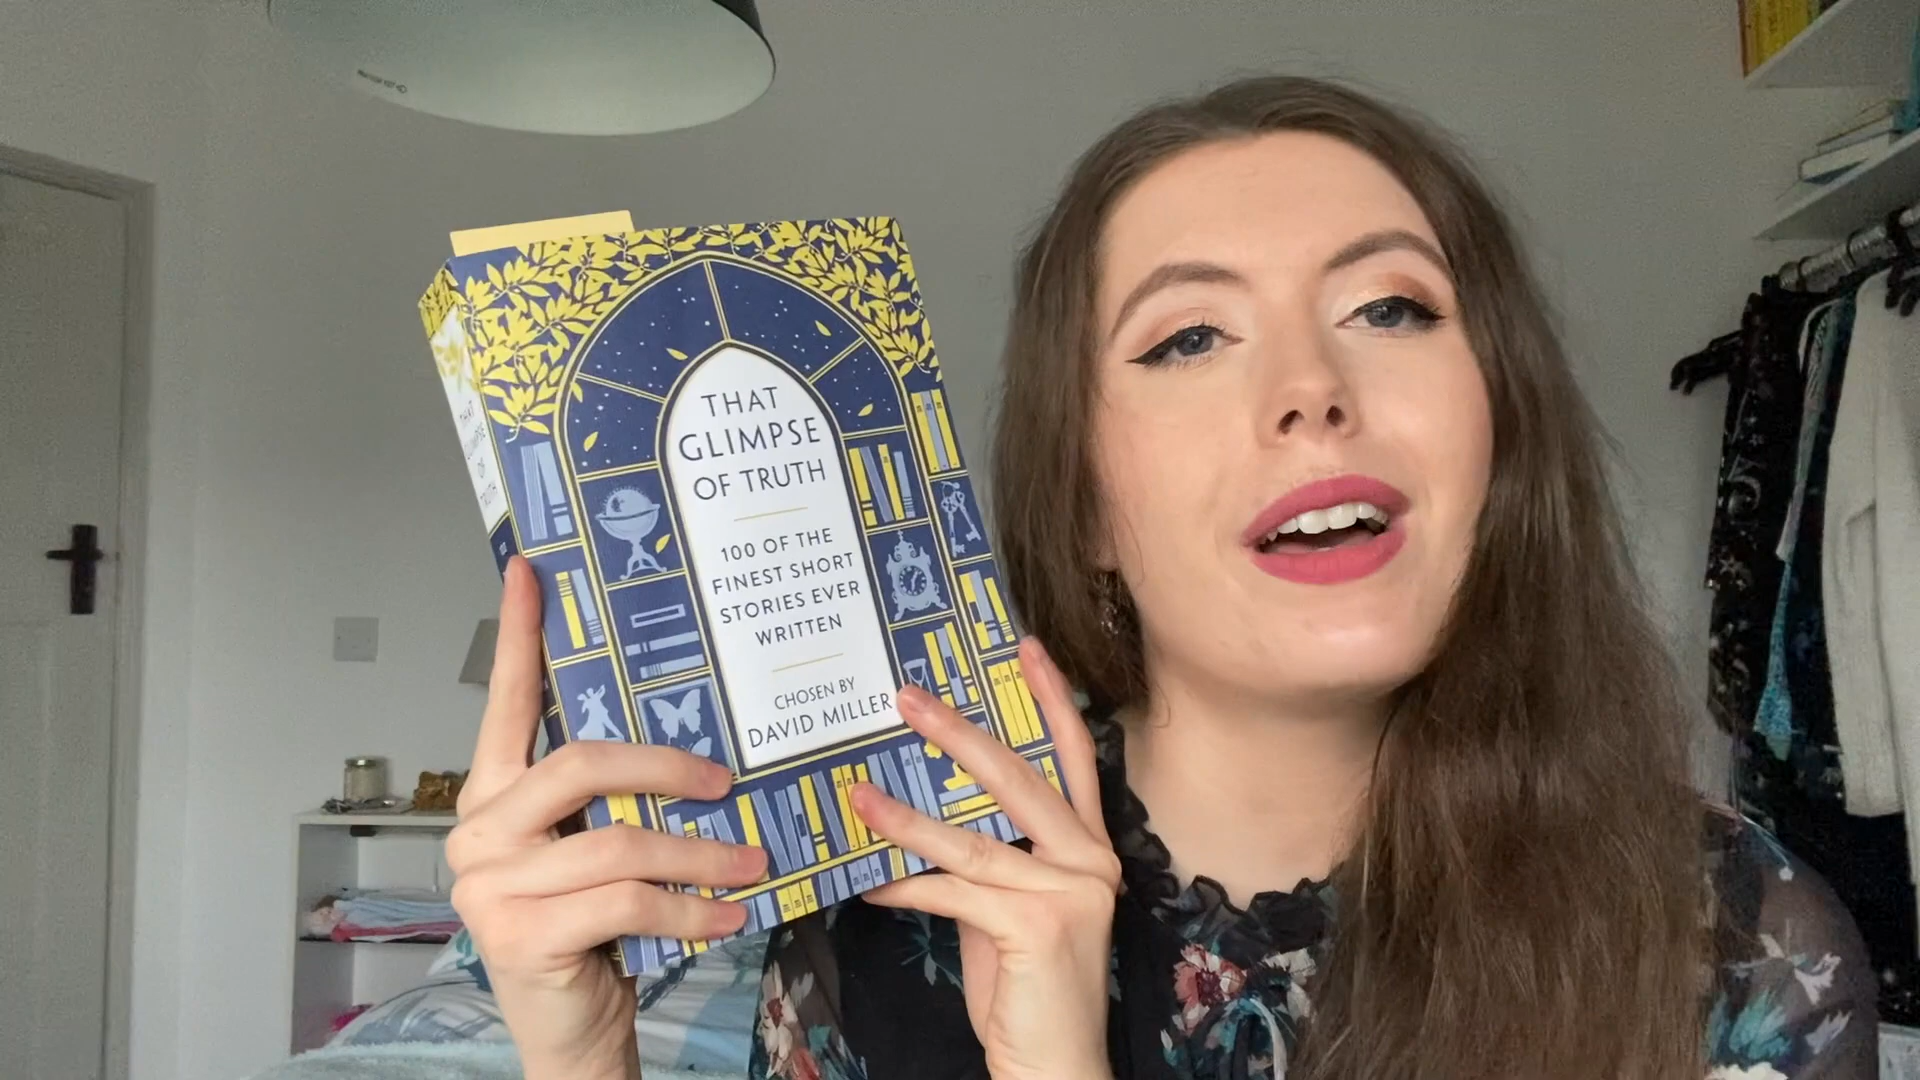 THAT
GLIMPSE
OF TRUTH
100 OF THE
FINEST SHORT
STORIES EVER
WRITTEN
CHOSEN BY
DAVID MILLER
THAT
GLIMPSE
OF
TRUTH